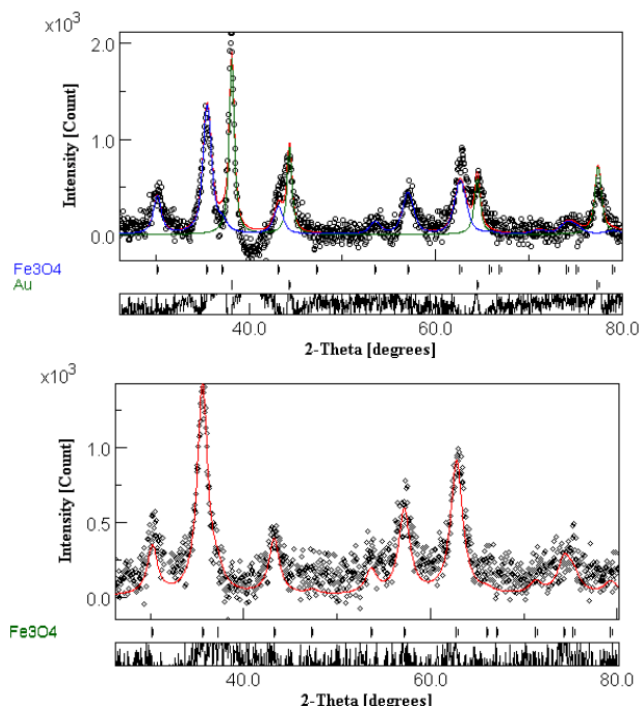 x10³
2.0
1.0
0.0
Intensity [Count]
Fe3O4
Au
40.0 60.0 80.0
2-Theta [degrees]
x10³
1.0
0.5
0.0
Intensity [Count]
Fe3O4
40.0 60.0 80.0
2-Theta [degrees]